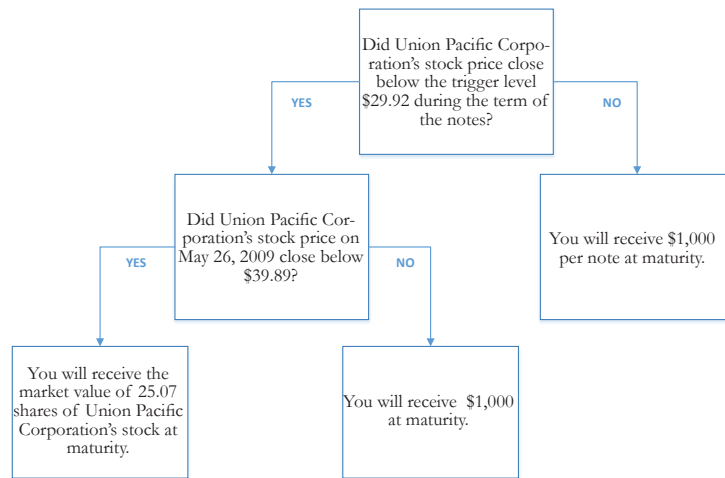 Did Union Pacific Corpo-
ration's stock price close
below the trigger level
$29.92 during the term of
the notes?
YES
NO
Did Union Pacific Cor-
poration's stock price on
May 26, 2009 close below
$39.89?
You will receive $1,000
per note at maturity.
YES
NO
You will receive the
market value of 25.07
shares of Union Pacific
Corporation's stock at
maturity.
You will receive $1,000
at maturity.